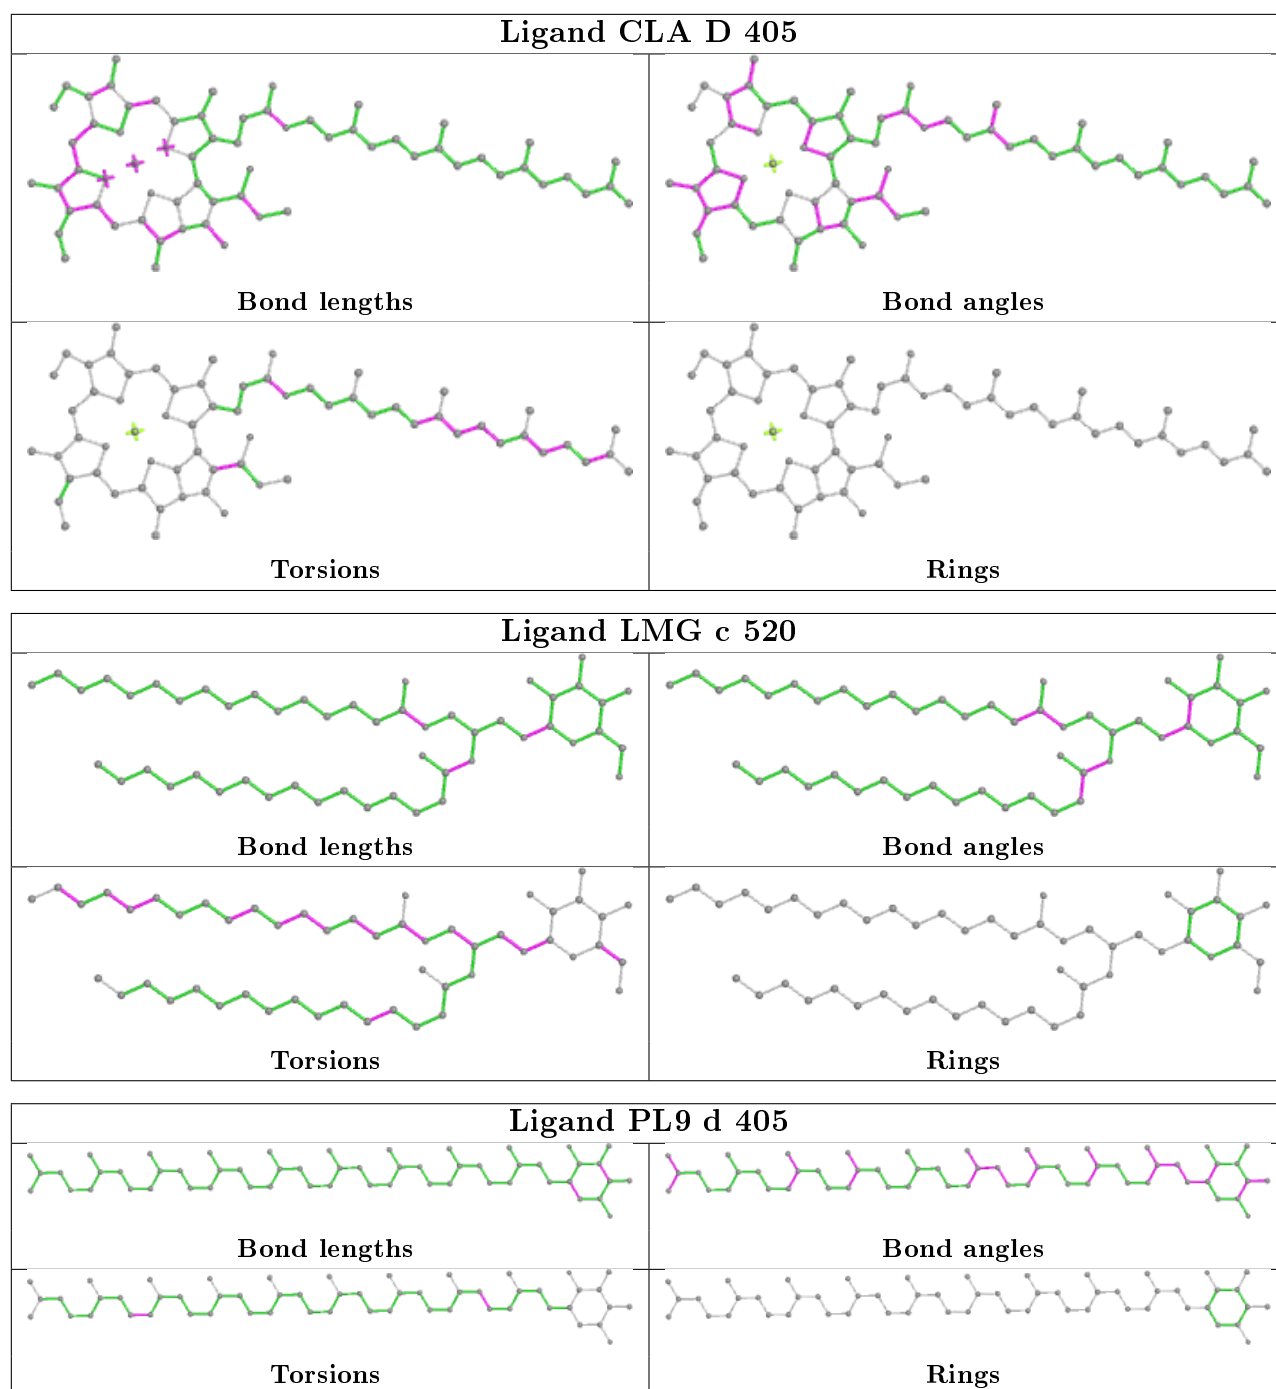 Ligand CLA D 405
Bond lengths
Bond angles
Torsions
Rings
Ligand LMG c 520
Bond lengths
Bond angles
Torsions
Rings
Ligand PL9 d 405
Bond lengths
Bond angles
Torsions
Rings